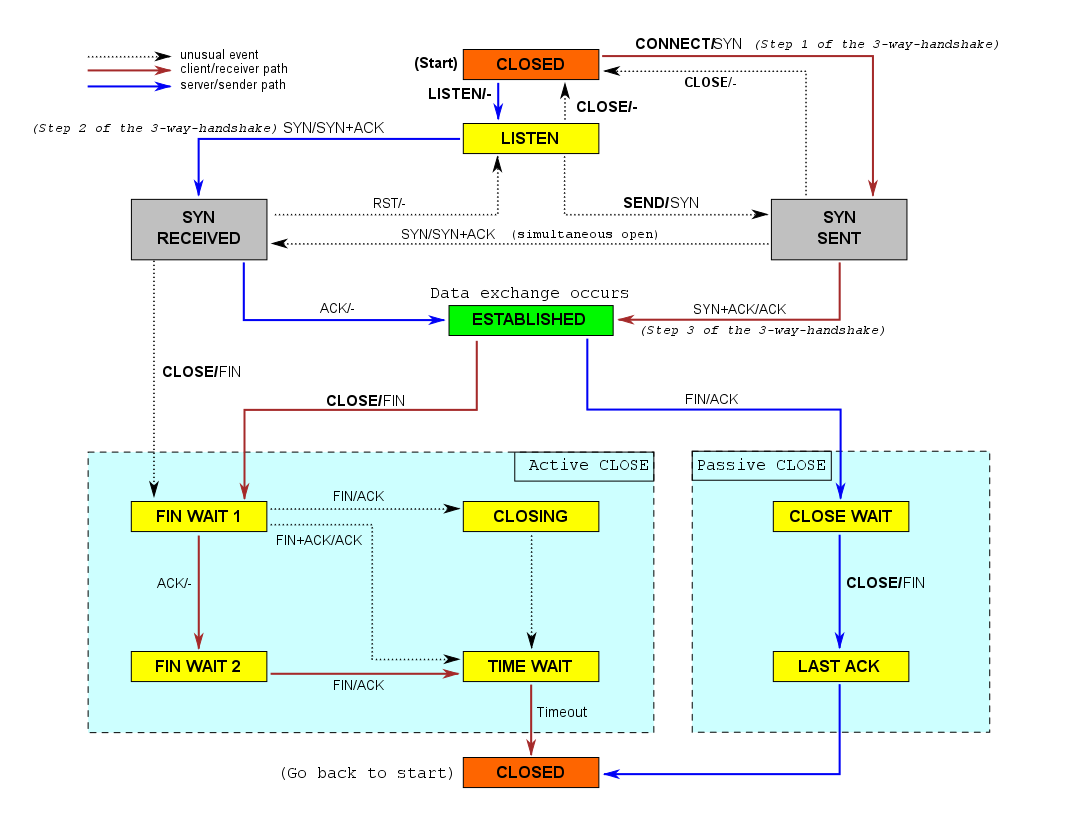 unusual event
client/receiver path
server/sender path
(Start)
CLOSED
CONNECT/SYN (Step 1 of the 3-way-handshake)
CLOSE/-
LISTEN/-
CLOSE/-
(Step 2 of the 3-way-handshake) SYN/SYN+ACK
LISTEN
RST/-
SEND/SYN
SYN
RECEIVED
SYN
SENT
SYN/SYN+ACK (simultaneous open)
Data exchange occurs
ACK/-
ESTABLISHED
SYN+ACK/ACK
(Step 3 of the 3-way-handshake)
CLOSE/FIN
CLOSE/FIN
FIN/ACK
Active CLOSE
Passive CLOSE
FIN WAIT 1
FIN/ACK
CLOSING
CLOSE WAIT
FIN+ACK/ACK
ACK/-
CLOSE/FIN
FIN WAIT 2
FIN/ACK
TIME WAIT
LAST ACK
Timeout
(Go back to start)
CLOSED